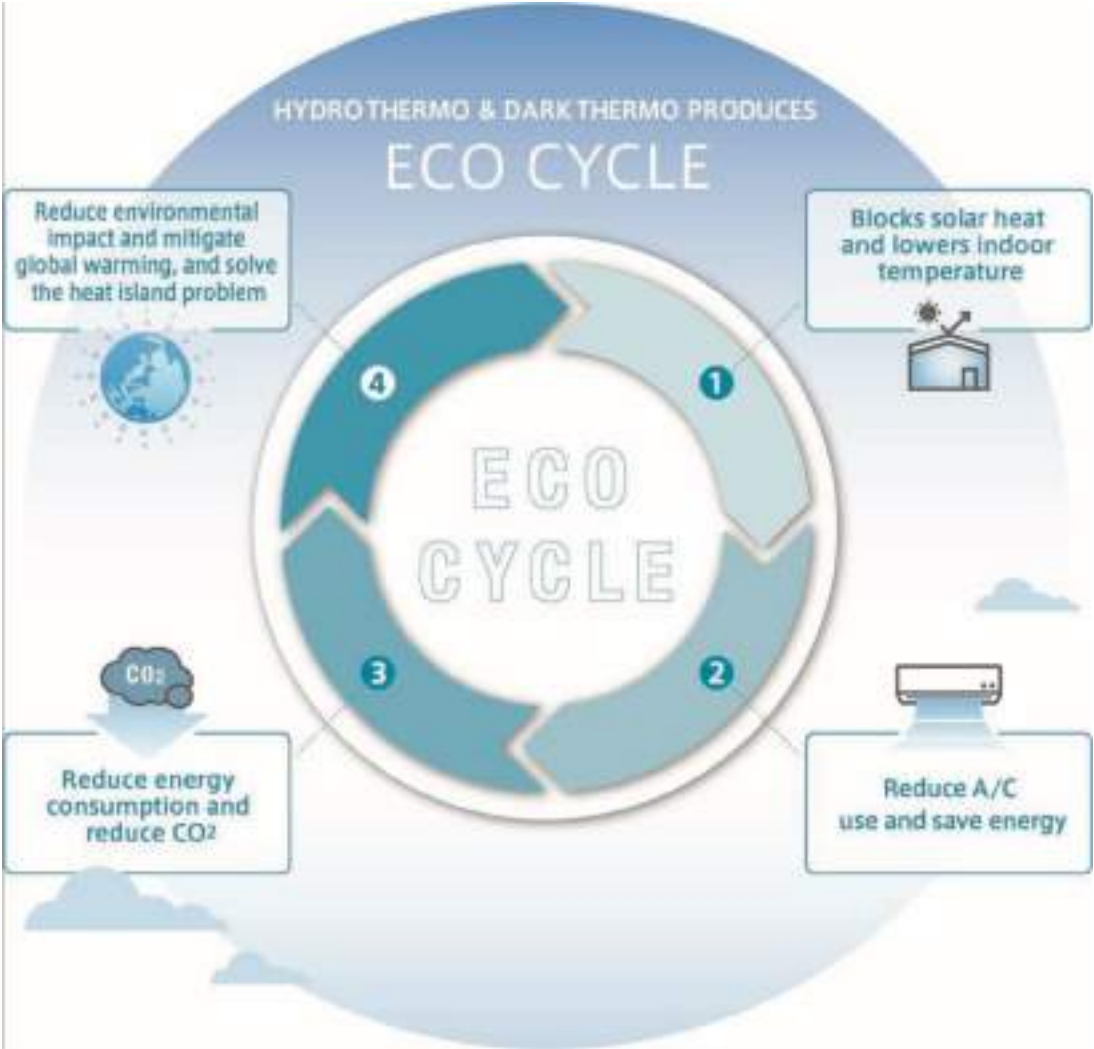 HYDROTHERMO & DARK THERMO PRODUCES
ECO CYCLE
Reduce environmental
impact and mitigate
global warming, and solve
the heat island problem
Blocks solar heat
and lowers indoor
temperature
4
1
ECO
CYCLE
3
2
CO2
Reduce energy
consumption and
reduce CO2
Reduce A/C
use and save energy